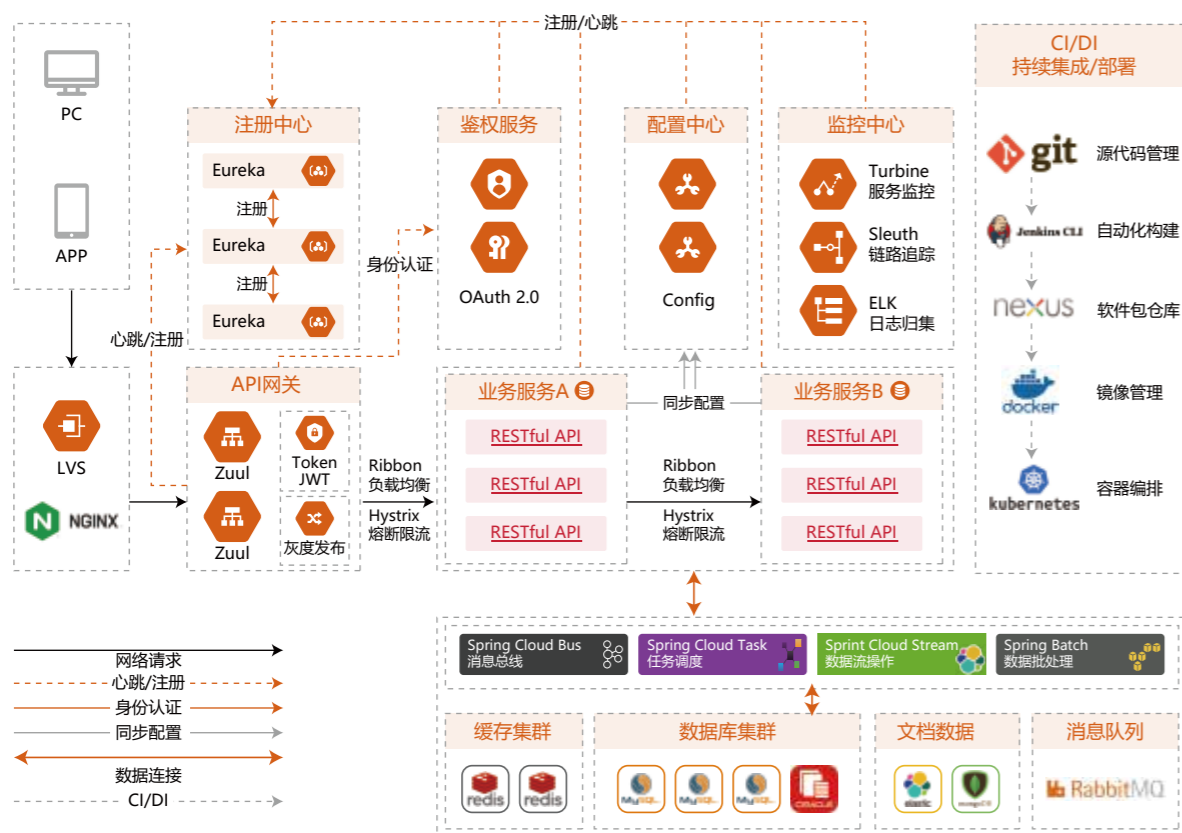 注册/心跳
PC
APP
LVS
NGINX
注册中心
Eureka
注册
Eureka
注册
Eureka
心跳/注册
身份认证
鉴权服务
OAuth 2.0
配置中心
Config
监控中心
Turbine
服务监控
Sleuth
链路追踪
ELK
日志归集
API网关
Zuul
Zuul
Token
JWT
灰度发布
Ribbon
负载均衡
Hystrix
熔断限流
业务服务A
RESTful API
RESTful API
RESTful API
同步配置
Ribbon
负载均衡
Hystrix
熔断限流
业务服务B
RESTful API
RESTful API
RESTful API
CI/DI
持续集成/部署
git
源代码管理
Jenkins CLI
自动化构建
nexus
软件包仓库
docker
镜像管理
kubernetes
容器编排
网络请求
心跳/注册
身份认证
同步配置
数据连接
CI/DI
Spring Cloud Bus
消息总线
Spring Cloud Task
任务调度
Sprint Cloud Stream
数据流操作
Spring Batch
数据批处理
缓存集群
redis
redis
数据库集群
MySQL
MySQL
MySQL
ORACLE
文档数据
elastic
mongoDB
消息队列
RabbitMQ